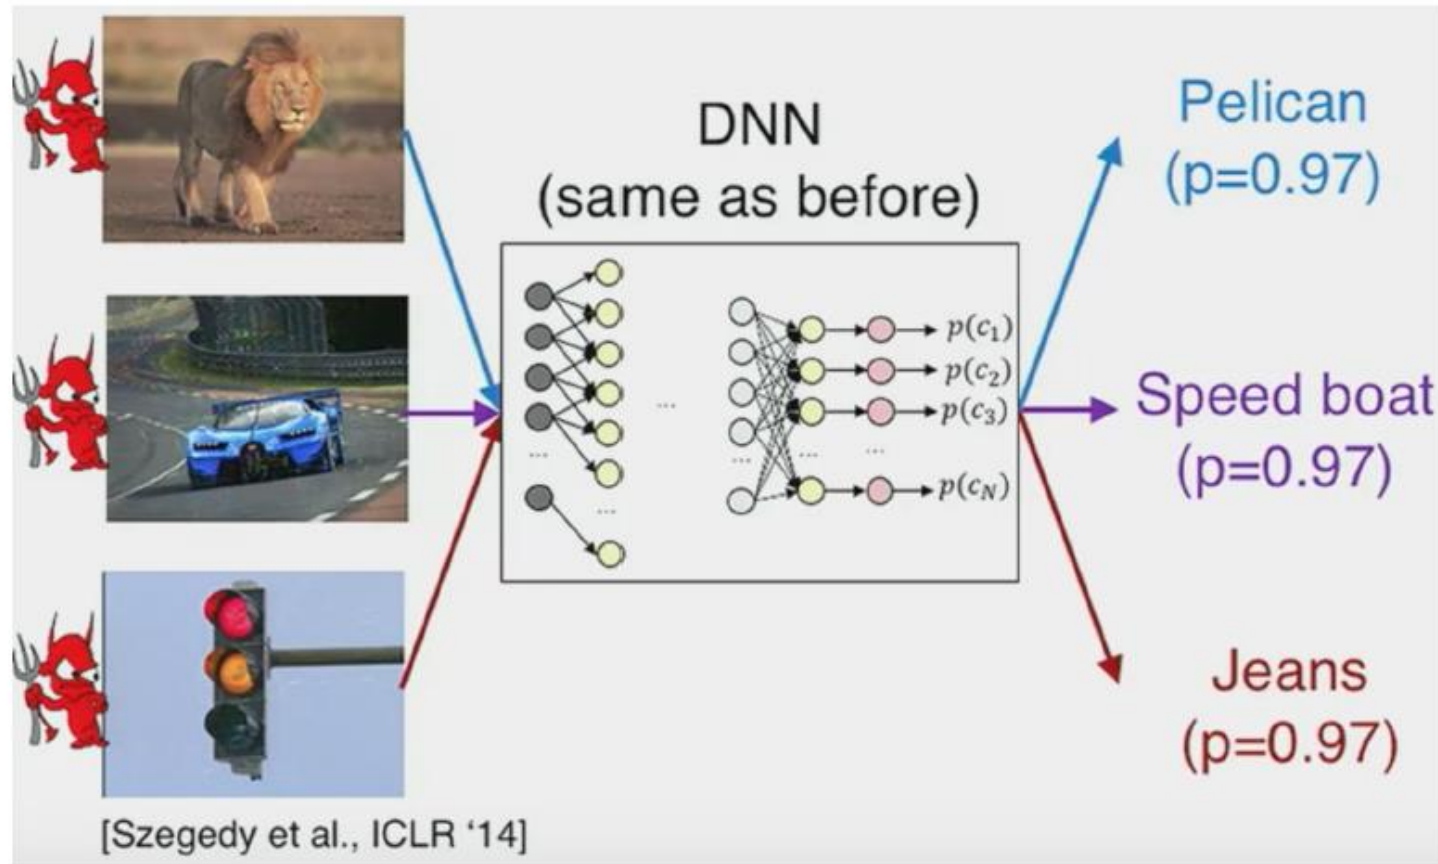 DNN
(same as before)
Pelican
(p=0.97)
p(c₁)
p(c₂)
p(c₃)
p(c_N)
...
...
...
...
...
...
Speed boat
(p=0.97)
Jeans
(p=0.97)
[Szegedy et al., ICLR ‘14]